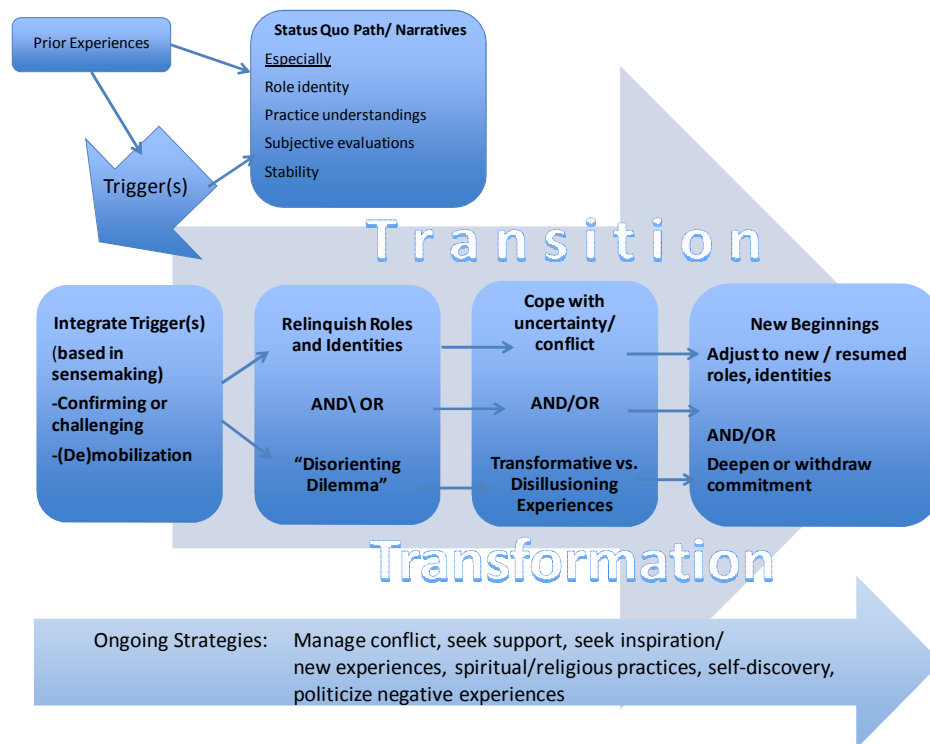 Prior Experiences
Status Quo Path/ Narratives
Especially
Role identity
Practice understandings
Subjective evaluations
Stability
Trigger(s)
Transition
Integrate Trigger(s)
(based in
sensemaking)
-Confirming or
challenging
-(De)mobilization
Relinquish Roles
and Identities
AND\ OR
“Disorienting
Dilemma”
Cope with
uncertainty/
conflict
AND/OR
Transformative vs.
Disillusioning
Experiences
New Beginnings
Adjust to new / resumed
roles, identities
AND/OR
Deepen or withdraw
commitment
Transformation
Ongoing Strategies: Manage conflict, seek support, seek inspiration/
new experiences, spiritual/religious practices, self-discovery,
politicize negative experiences